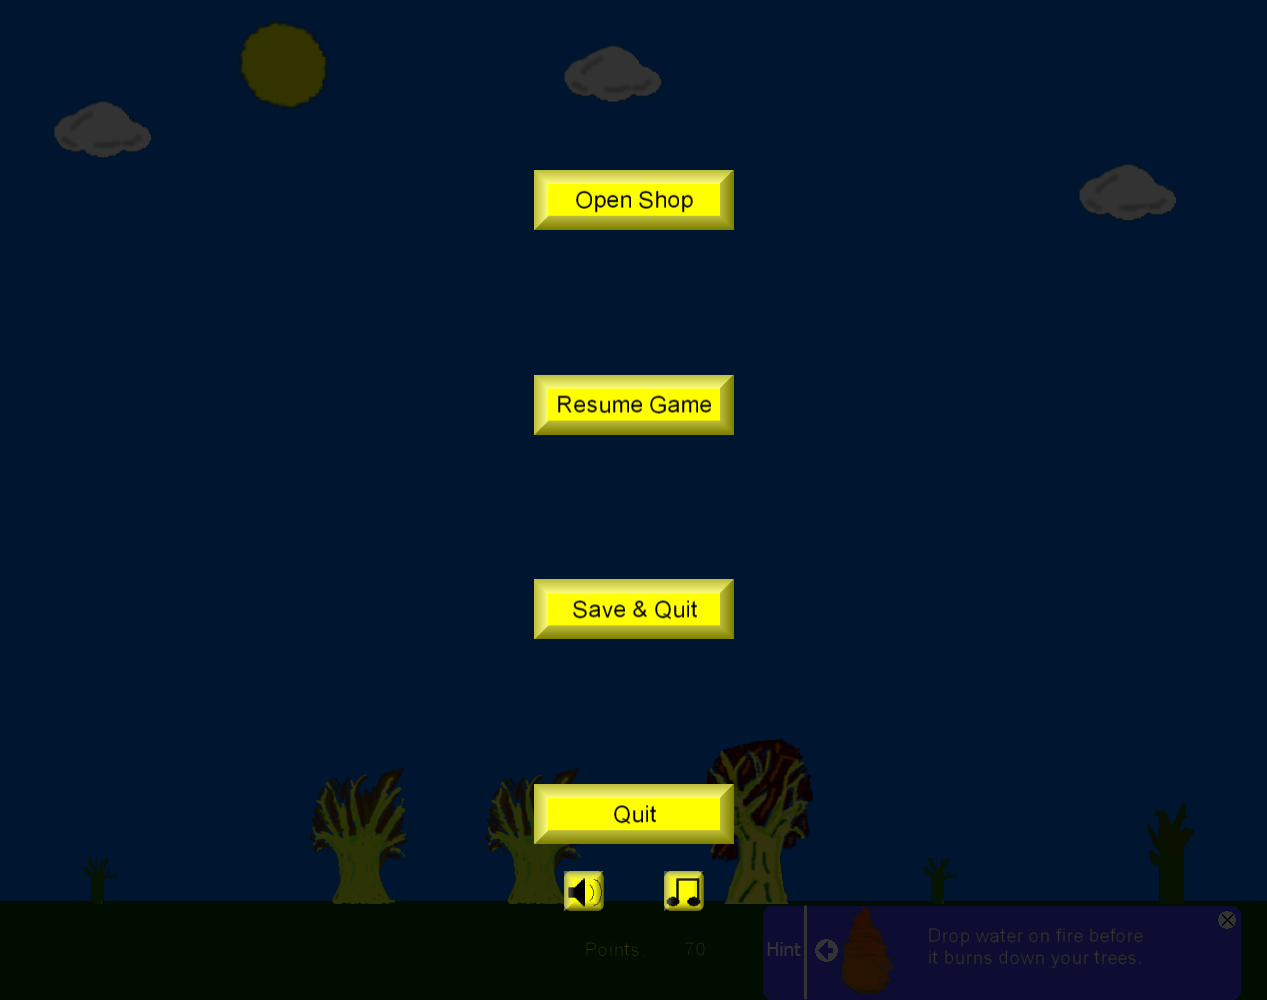 Open Shop
Resume Game
Save & Quit
Quit
Points: 70
Hint
Drop water on fire before
it burns down your trees.